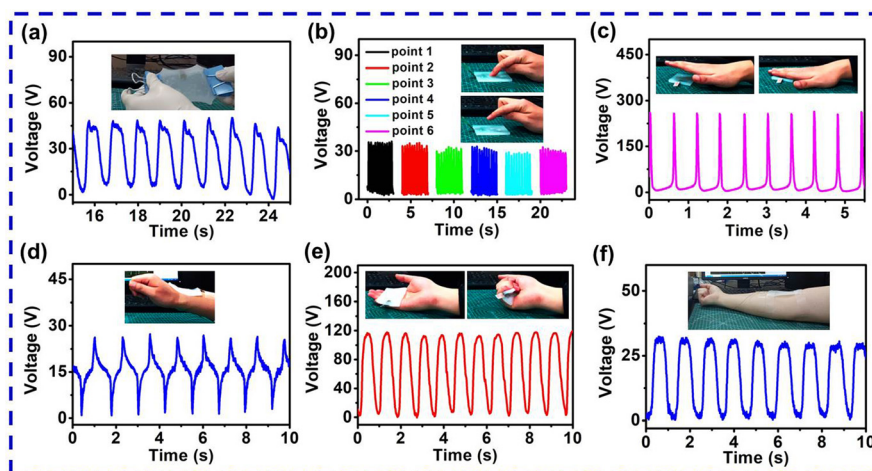 (a)
Voltage (V)
90
60
30
0
16
18
20
22
24
Time (s)
(b)
Voltage (V)
90
60
30
0
point 1
point 2
point 3
point 4
point 5
point 6
0
5
10
15
20
Time (s)
(c)
Voltage (V)
450
300
150
0
0
1
2
3
4
5
Time (s)
(d)
Voltage (V)
45
30
15
0
0
2
4
6
8
10
Time (s)
(e)
Voltage (V)
200
160
120
80
40
0
0
2
4
6
8
10
Time (s)
(f)
Voltage (V)
50
25
0
0
2
4
6
8
10
Time (s)